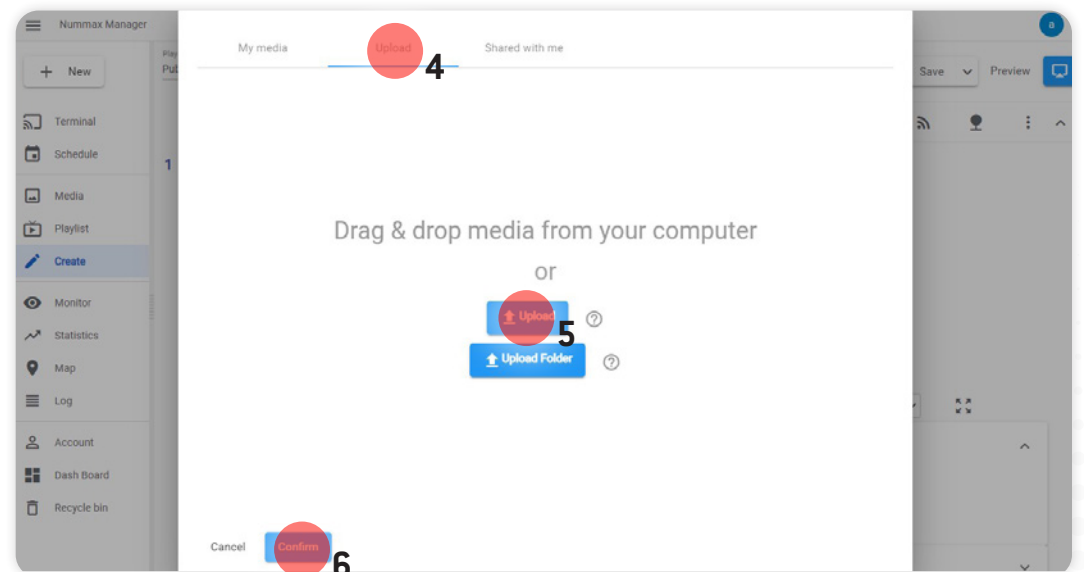 Nummax Manager
a
My media
Upload
4
Shared with me
+ New
Play
Pub
Save
Preview
Terminal
Schedule
1
Media
Playlist
Create
Monitor
Statistics
Map
Log
Account
Dash Board
Recycle bin
Drag & drop media from your computer
or
Upload
5
Upload Folder
Cancel
Confirm
6